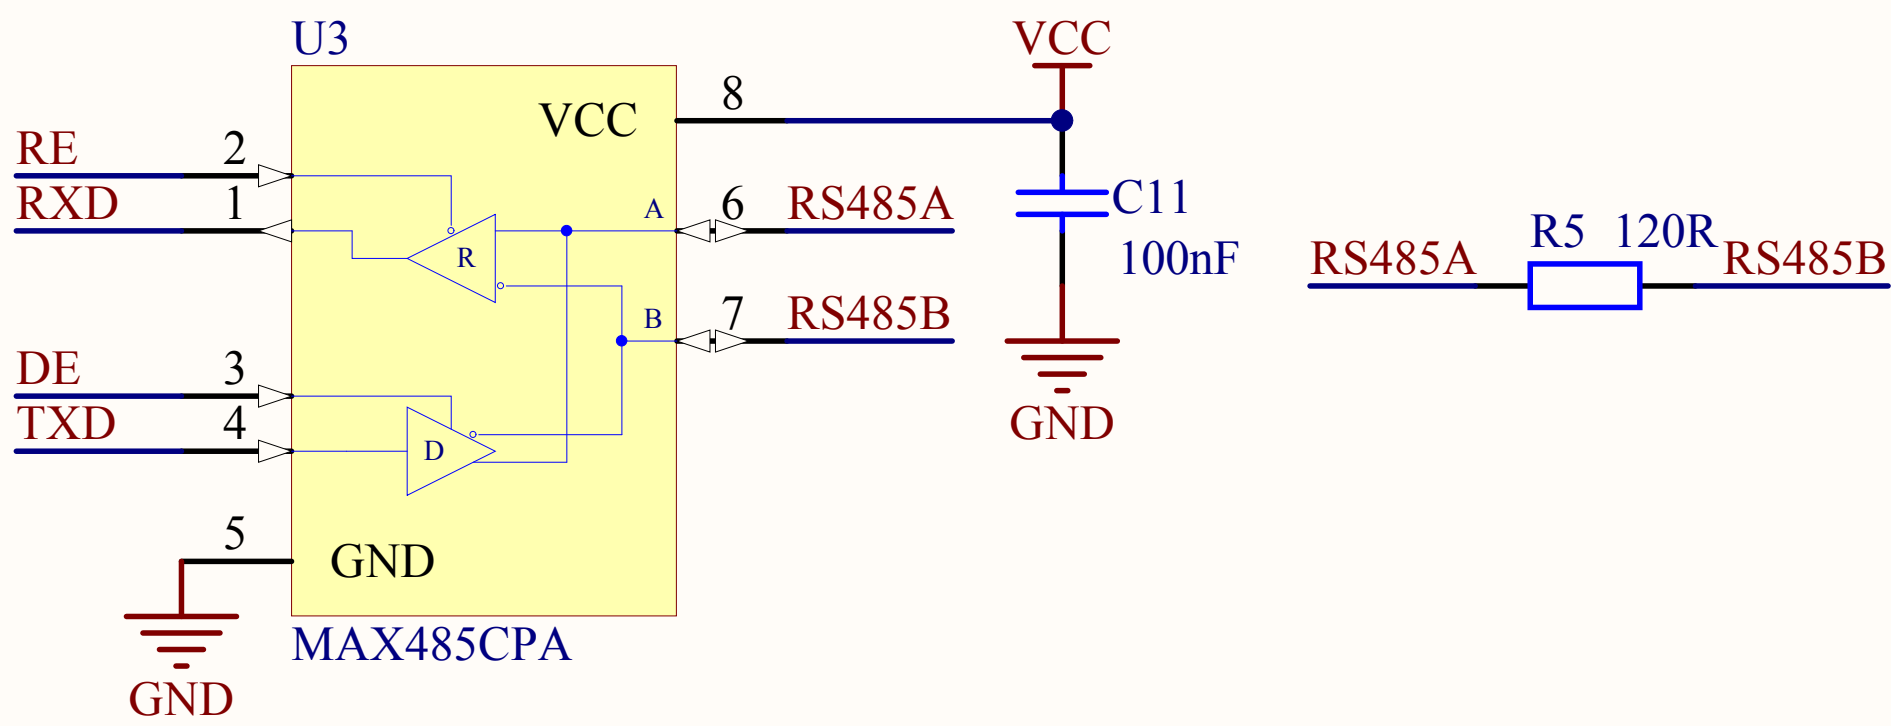 U3
VCC
8
VCC
RE
2
RXD
1
A
6
RS485A
C11
100nF
R
B
7
RS485B
R5 120R
RS485A
RS485B
DE
3
TXD
4
D
GND
5
GND
MAX485CPA
GND